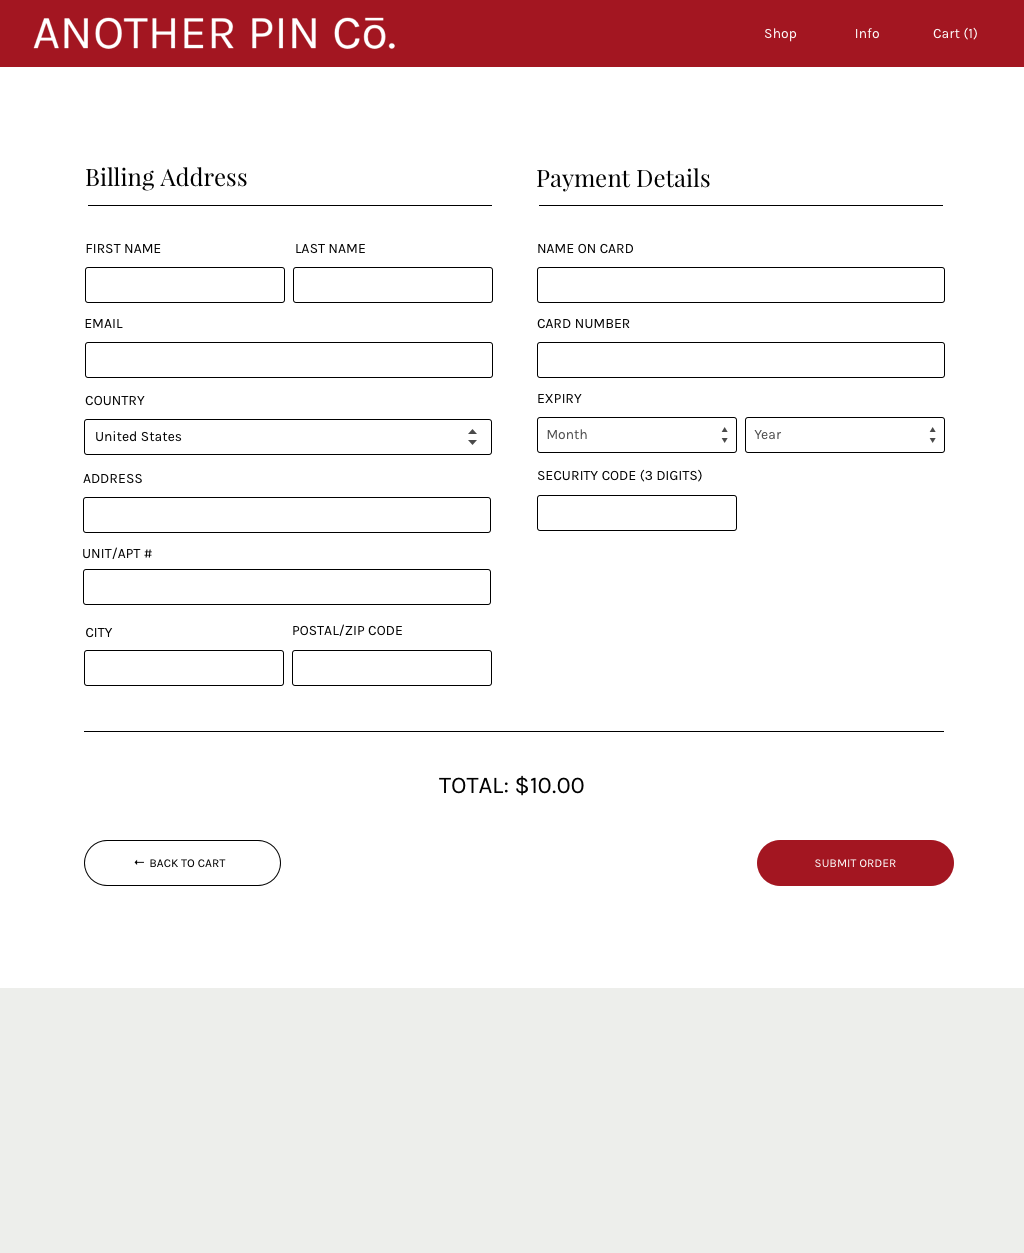 ANOTHER PIN Cō.
Shop Info Cart (1)
Billing Address
FIRST NAME LAST NAME
EMAIL
COUNTRY
United States
ADDRESS
UNIT/APT #
CITY POSTAL/ZIP CODE
Payment Details
NAME ON CARD
CARD NUMBER
EXPIRY
Month Year
SECURITY CODE (3 DIGITS)
TOTAL: $10.00
← BACK TO CART
SUBMIT ORDER